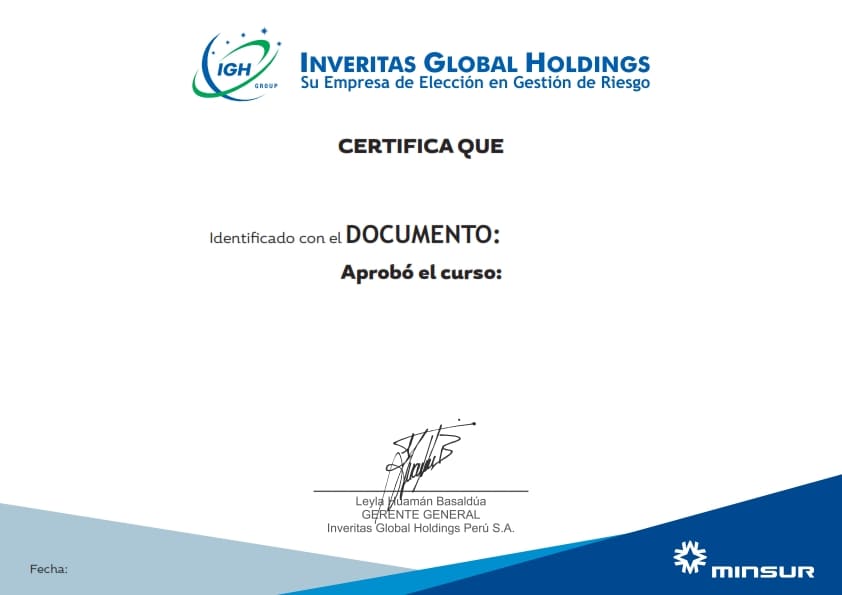 IGH
GROUP
INVERITAS GLOBAL HOLDINGS
Su Empresa de Elección en Gestión de Riesgo
CERTIFICA QUE
Identificado con el DOCUMENTO:
Aprobó el curso:
Leyla Huamán Basaldúa
GERENTE GENERAL
Inveritas Global Holdings Perú S.A.
Fecha:
MINSUR